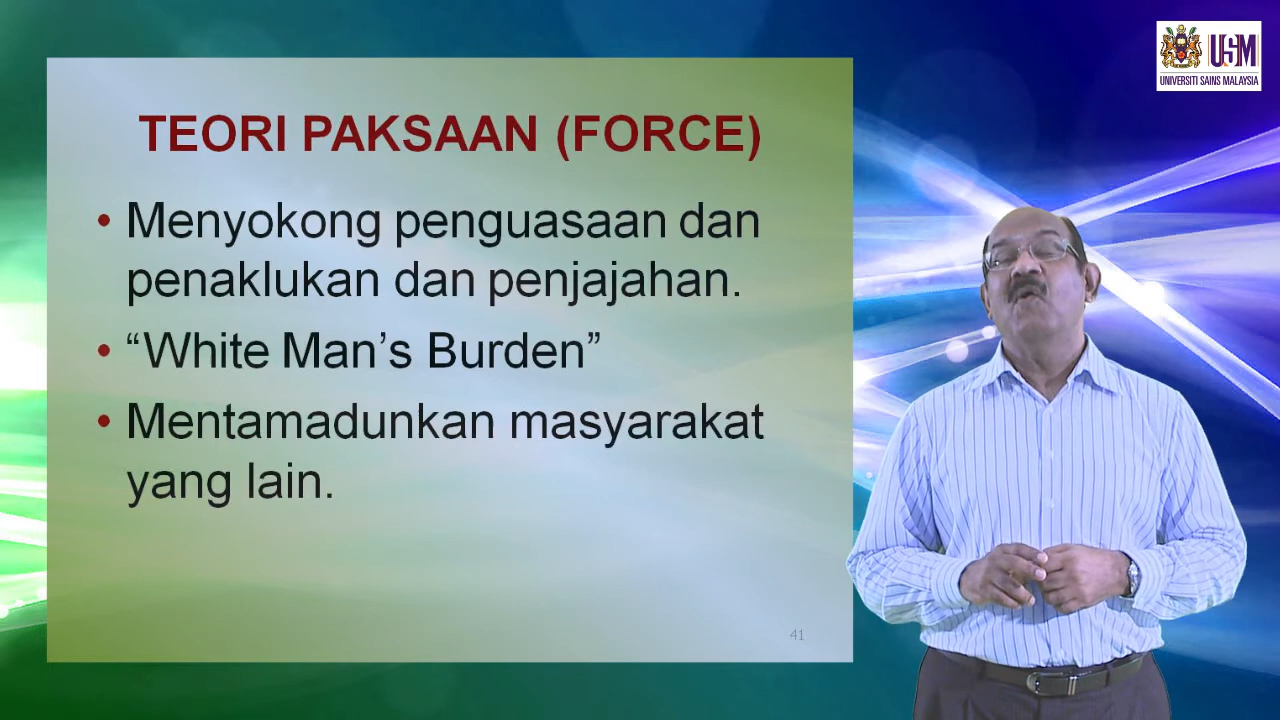 USM
UNIVERSITI SAINS MALAYSIA
TEORI PAKSAAN (FORCE)
• Menyokong penguasaan dan
penaklukan dan penjajahan.
• “White Man’s Burden”
• Mentamadunkan masyarakat
yang lain.
41